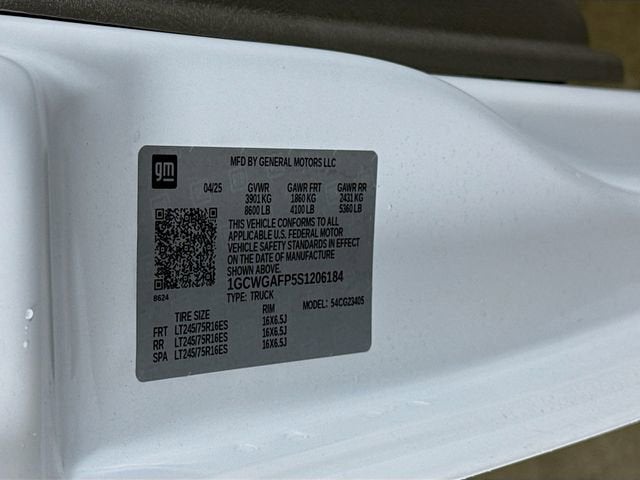 gm
MFD BY GENERAL MOTORS LLC
04/25 GVWR GAWR FRT GAWR RR
3901 KG 1860 KG 2431 KG
8600 LB 4100 LB 5360 LB
THIS VEHICLE CONFORMS TO ALL
APPLICABLE U.S. FEDERAL MOTOR
VEHICLE SAFETY STANDARDS IN EFFECT
ON THE DATE OF MANUFACTURE
SHOWN ABOVE.
1GCWGAFP5S1206184
8624
TYPE: TRUCK MODEL: 54CG23405
TIRE SIZE RIM
FRT LT245/75R16ES 16X6.5J
RR LT245/75R16ES 16X6.5J
SPA LT245/75R16ES 16X6.5J